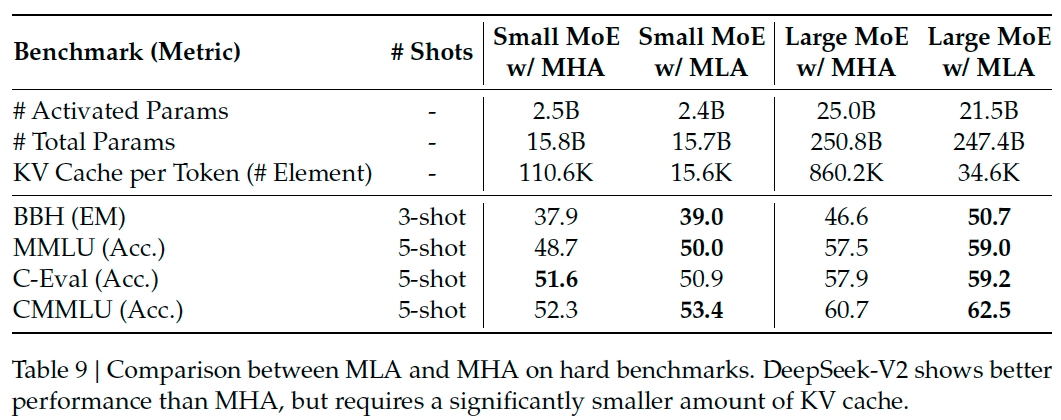 Benchmark (Metric) # Shots Small MoE w/ MHA Small MoE w/ MLA Large MoE w/ MHA Large MoE w/ MLA
# Activated Params - 2.5B 2.4B 25.0B 21.5B
# Total Params - 15.8B 15.7B 250.8B 247.4B
KV Cache per Token (# Element) - 110.6K 15.6K 860.2K 34.6K
BBH (EM) 3-shot 37.9 39.0 46.6 50.7
MMLU (Acc.) 5-shot 48.7 50.0 57.5 59.0
C-Eval (Acc.) 5-shot 51.6 50.9 57.9 59.2
CMMLU (Acc.) 5-shot 52.3 53.4 60.7 62.5
Table 9 | Comparison between MLA and MHA on hard benchmarks. DeepSeek-V2 shows better
performance than MHA, but requires a significantly smaller amount of KV cache.